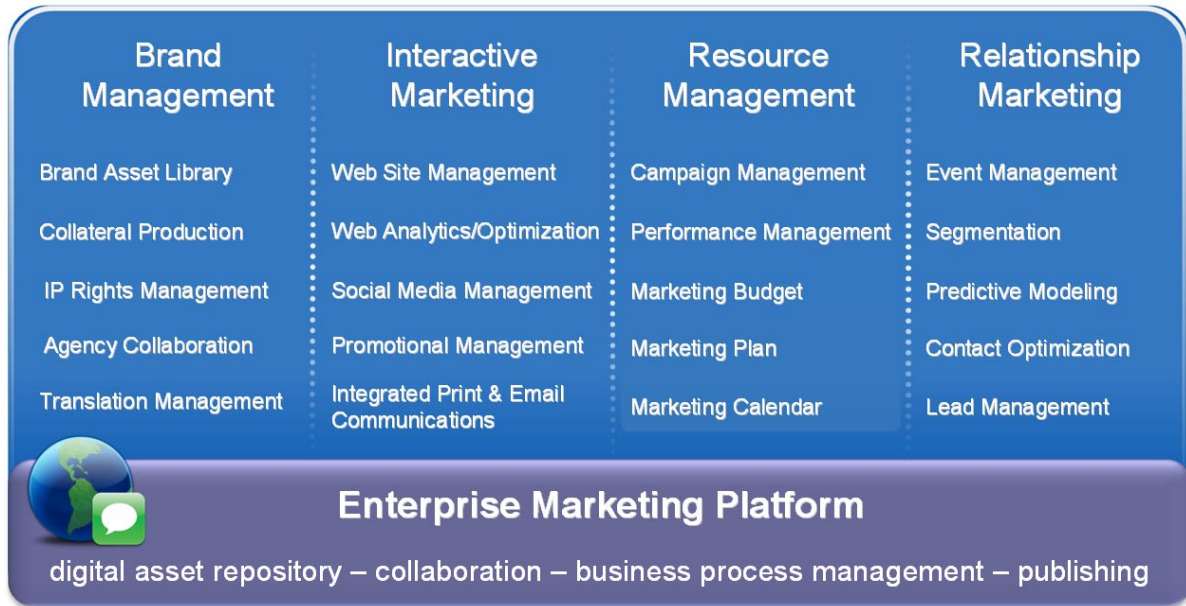 Brand
Management
Brand Asset Library
Collateral Production
IP Rights Management
Agency Collaboration
Translation Management
Interactive
Marketing
Web Site Management
Web Analytics/Optimization
Social Media Management
Promotional Management
Integrated Print & Email
Communications
Resource
Management
Campaign Management
Performance Management
Marketing Budget
Marketing Plan
Marketing Calendar
Relationship
Marketing
Event Management
Segmentation
Predictive Modeling
Contact Optimization
Lead Management
Enterprise Marketing Platform
digital asset repository – collaboration – business process management – publishing